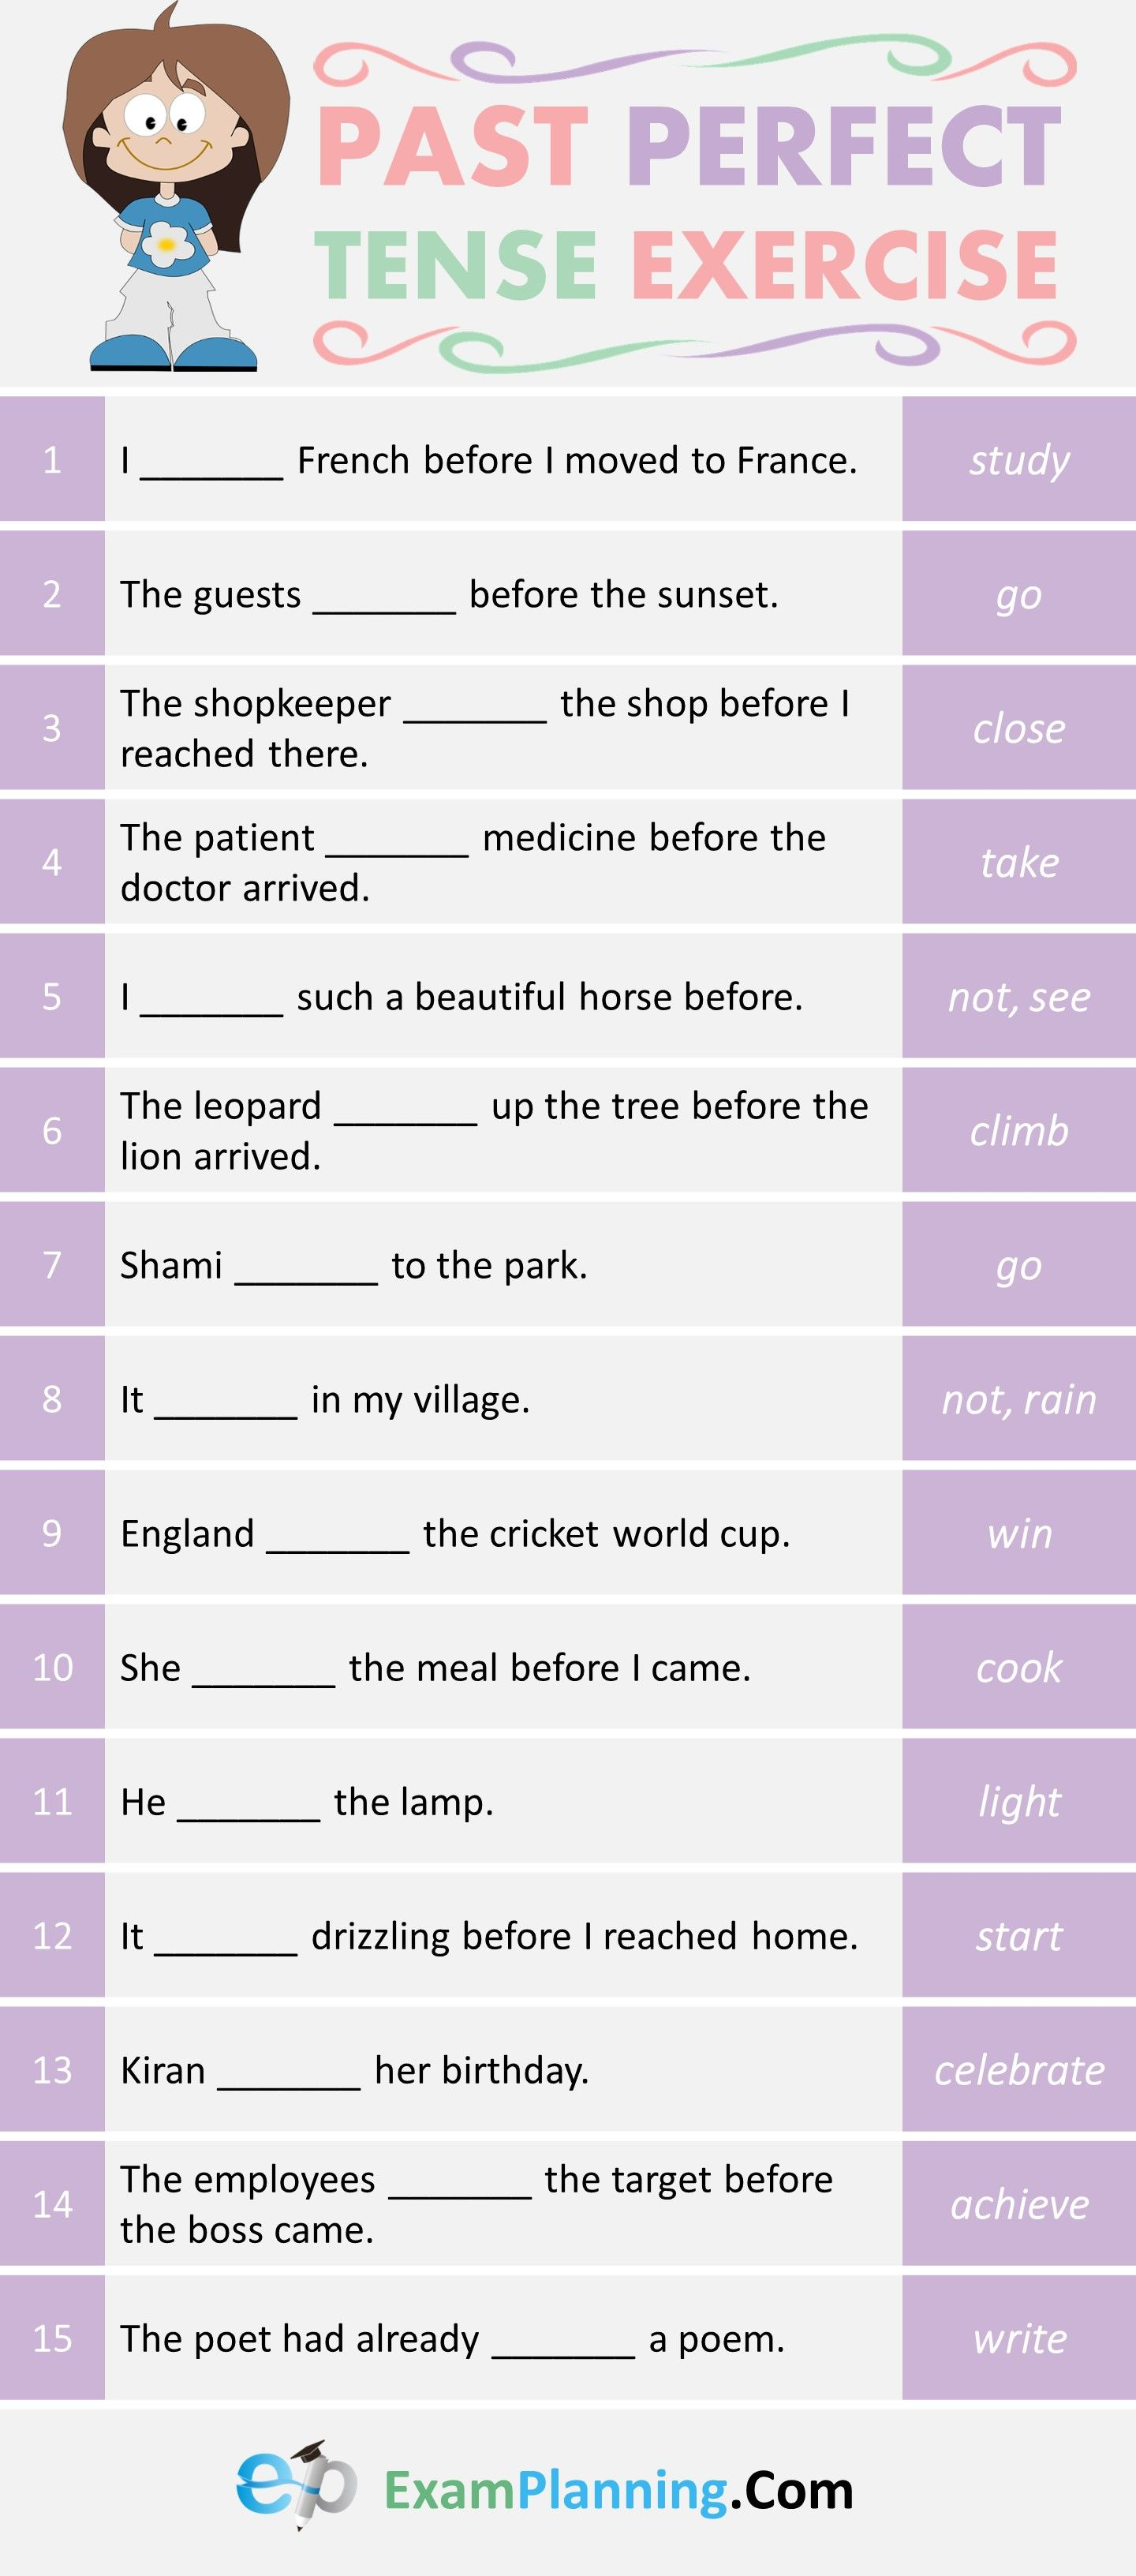 PAST PERFECT
TENSE EXERCISE
1 I _______ French before I moved to France. study
2 The guests _______ before the sunset. go
3 The shopkeeper _______ the shop before I
reached there. close
4 The patient _______ medicine before the
doctor arrived. take
5 I _______ such a beautiful horse before. not, see
6 The leopard _______ up the tree before the
lion arrived. climb
7 Shami _______ to the park. go
8 It _______ in my village. not, rain
9 England _______ the cricket world cup. win
10 She _______ the meal before I came. cook
11 He _______ the lamp. light
12 It _______ drizzling before I reached home. start
13 Kiran _______ her birthday. celebrate
14 The employees _______ the target before
the boss came. achieve
15 The poet had already _______ a poem. write
ep ExamPlanning.Com